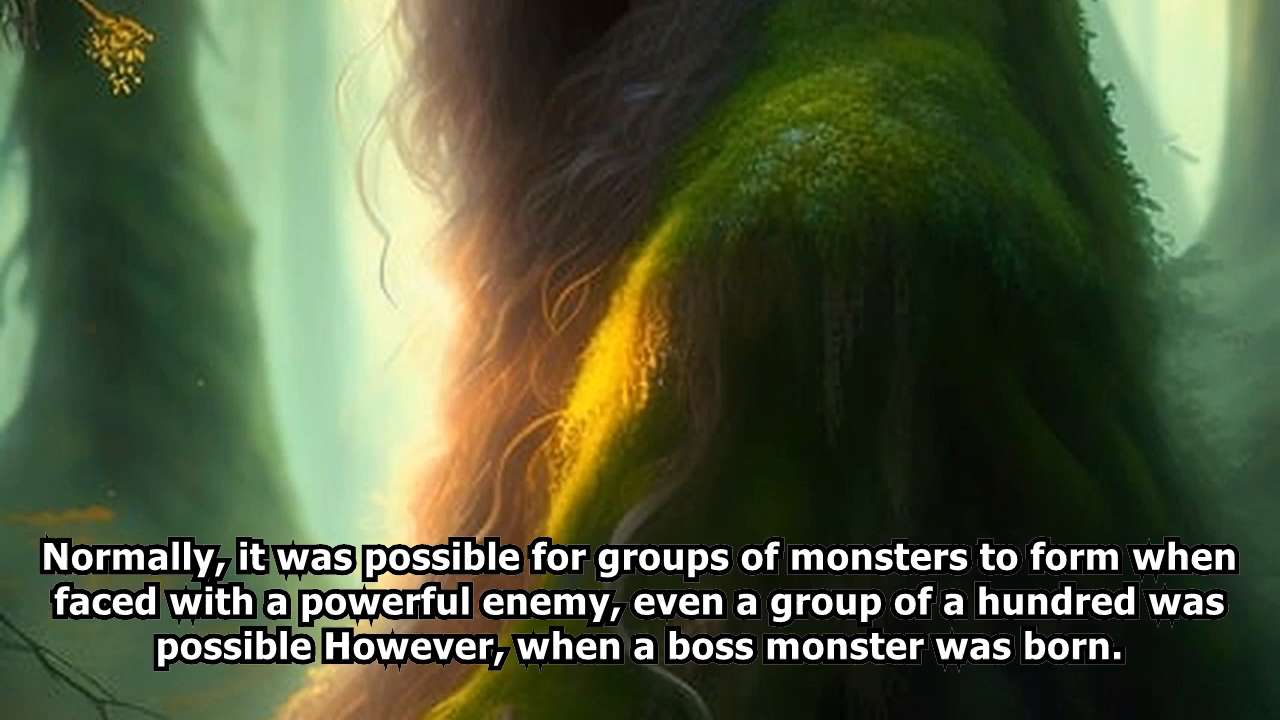 Normally, it was possible for groups of monsters to form when
faced with a powerful enemy, even a group of a hundred was
possible However, when a boss monster was born.